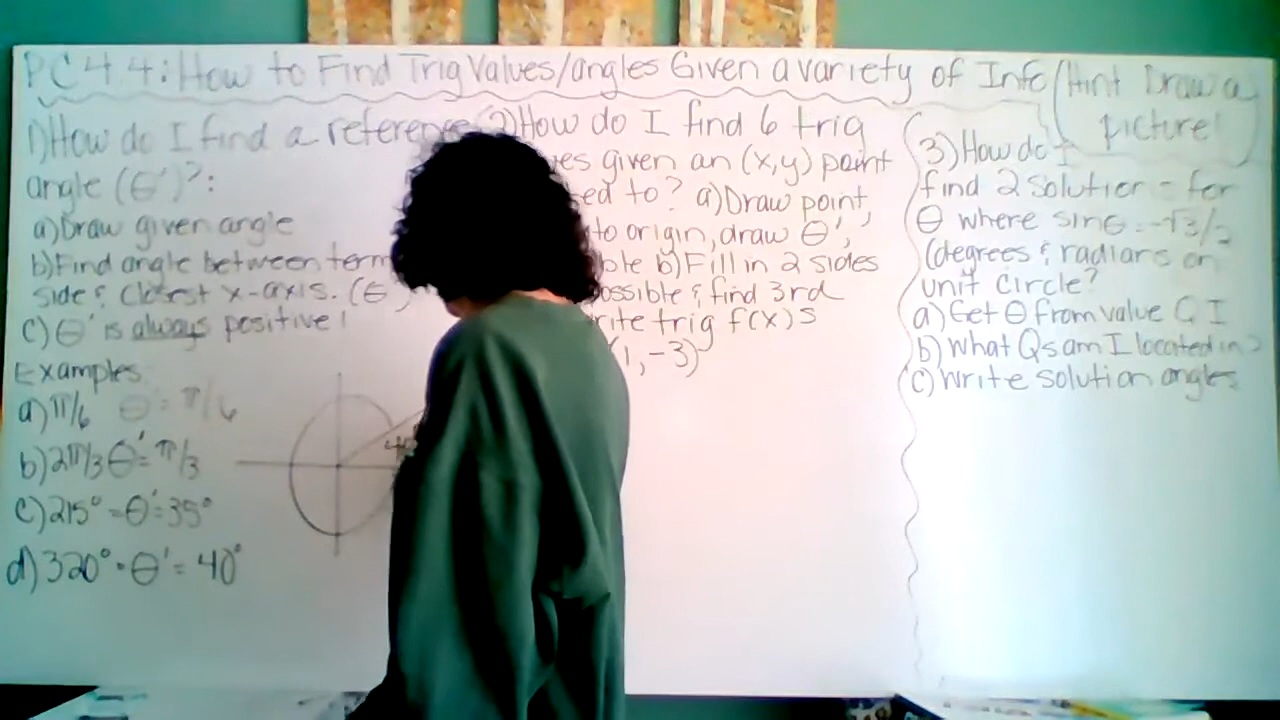 PC 4.4: How to Find Trig Values/angles Given a variety of Info (Hint Draw a picture!
1) How do I find a reference
angle (θ')?:
a) Draw given angle
b) Find angle between term
side & closest x-axis. (θ')
c) θ' is always positive!
Examples
a) π/6 θ' = π/6
b) 2π/3 θ' = π/3
c) 215° - θ' = 35°
d) 320° - θ' = 40°
2) How do I find 6 trig
given an (x,y) point
to? a) Draw point,
to origin, draw θ',
b) Fill in 2 sides
& find 3rd
trig f(x)s
(1, -3)
3) How do I
find 2 solutions for
θ where sinθ = -√3/2
(degrees & radians on
unit circle?
a) Get θ from value Q I
b) What Qs am I located in?
c) Write solution angles